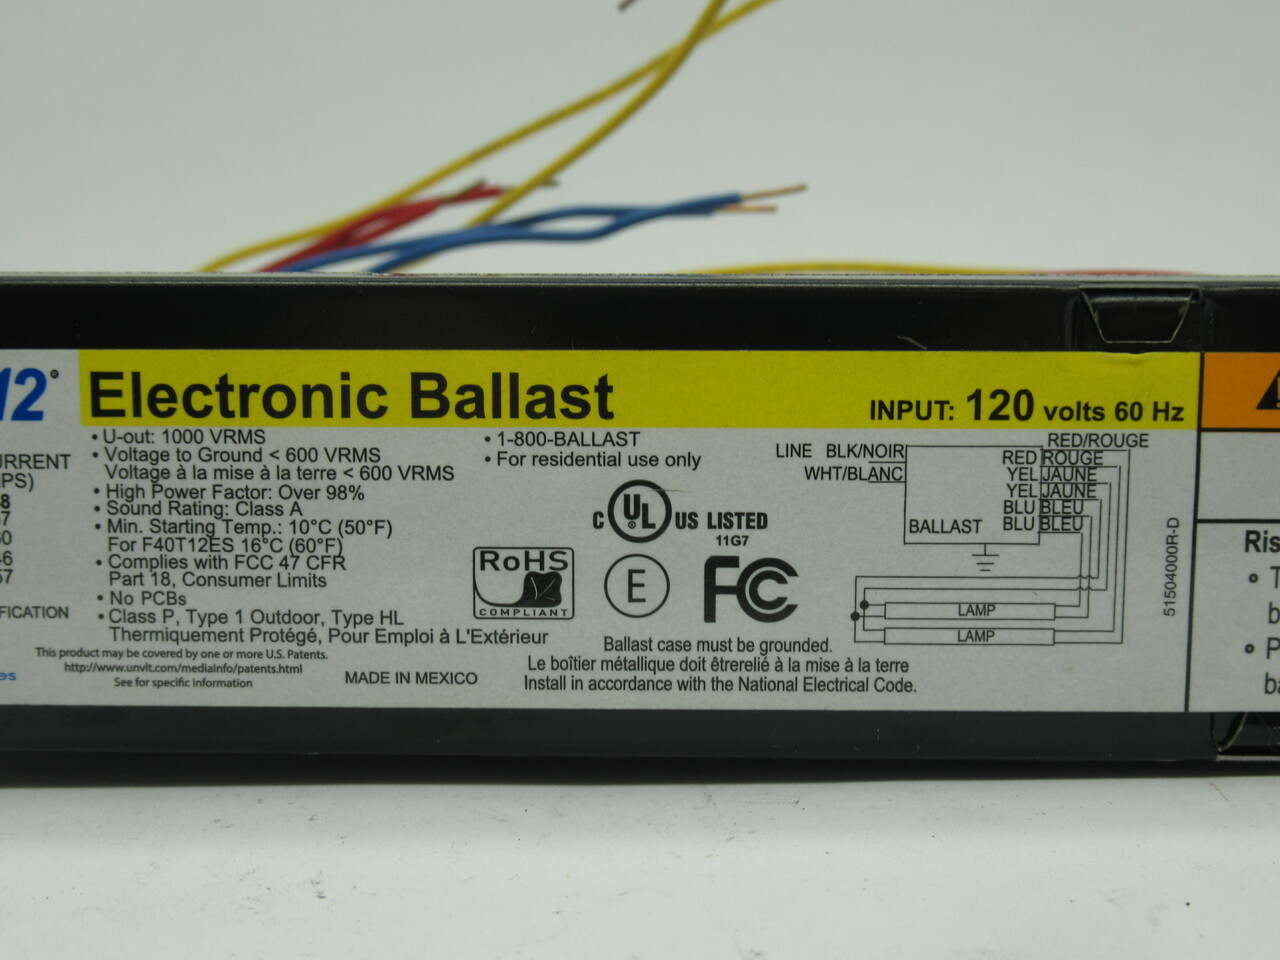 12® Electronic Ballast INPUT: 120 volts 60 Hz
• U-out: 1000 VRMS
• Voltage to Ground < 600 VRMS
Voltage à la mise à la terre < 600 VRMS
• High Power Factor: Over 98%
• Sound Rating: Class A
• Min. Starting Temp.: 10°C (50°F)
For F40T12ES 16°C (60°F)
• Complies with FCC 47 CFR
Part 18, Consumer Limits
• No PCBs
• Class P, Type 1 Outdoor, Type HL
Thermiquement Protégé, Pour Emploi à L'Extérieur
This product may be covered by one or more U.S. Patents.
http://www.unvlt.com/mediaInfo/patents.html
See for specific information
MADE IN MEXICO
• 1-800-BALLAST
• For residential use only
C UL US LISTED
11G7
RoHS
COMPLIANT
E
FC
Ballast case must be grounded.
Le boîtier métallique doit êtrerelié à la mise à la terre
Install in accordance with the National Electrical Code.
LINE BLK/NOIR
WHT/BLANC
RED/ROUGE
RED ROUGE
YEL JAUNE
YEL JAUNE
BLU BLEU
BLU BLEU
BALLAST
LAMP
LAMP
51504000R-D